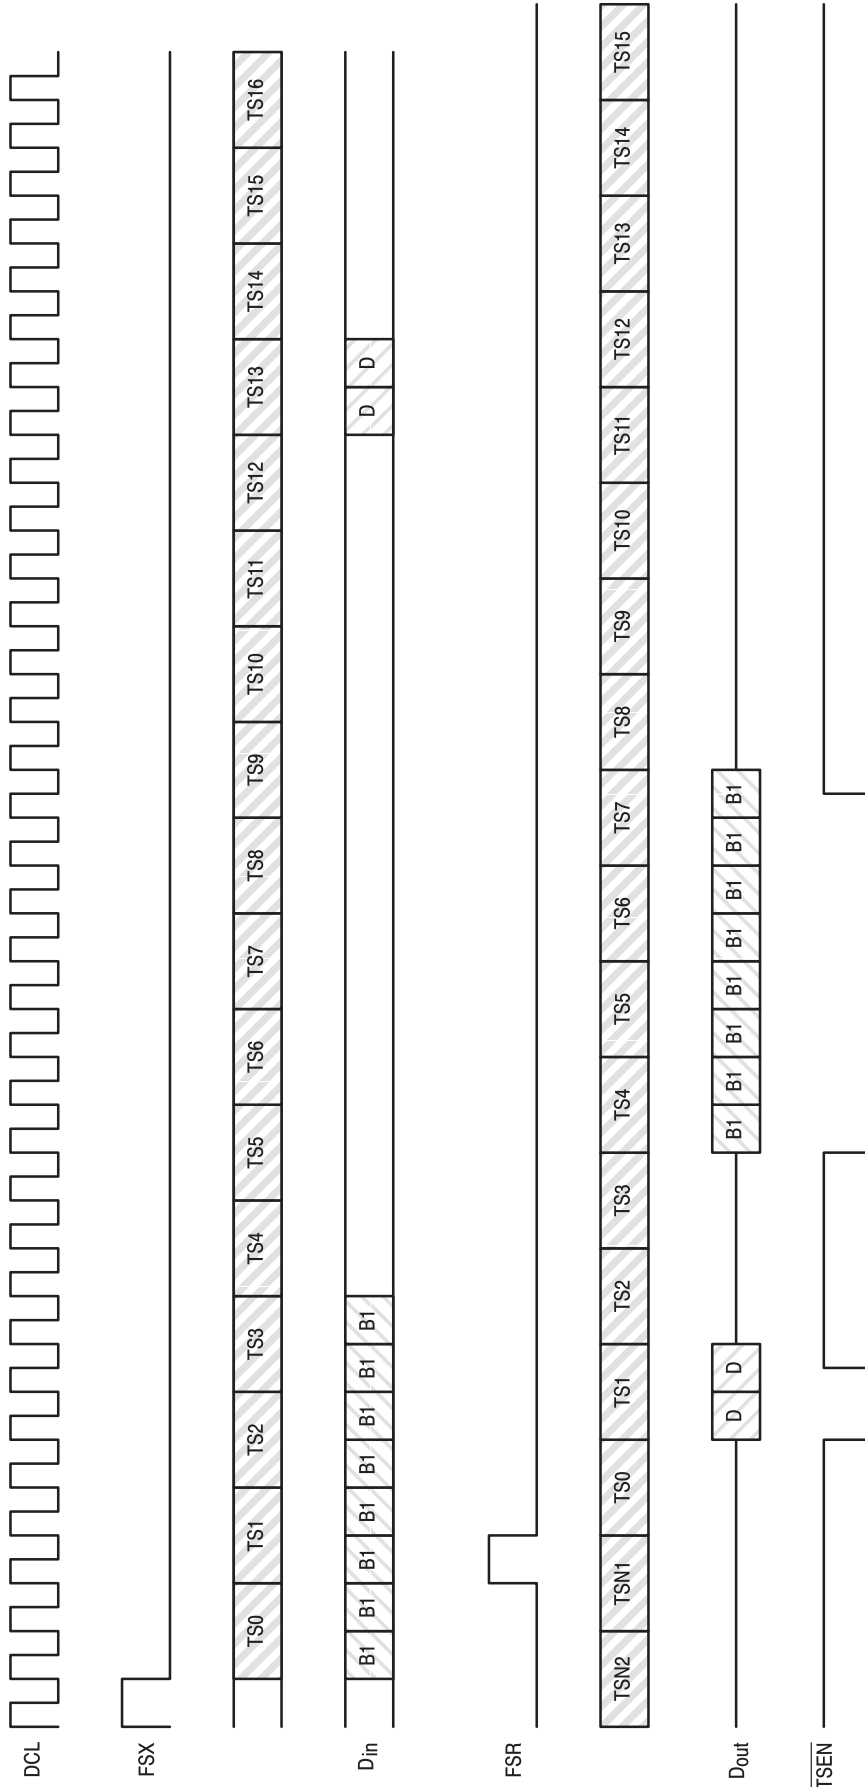 DCL
FSX
TS0 TS1 TS2 TS3 TS4 TS5 TS6 TS7 TS8 TS9 TS10 TS11 TS12 TS13 TS14 TS15 TS16
Din B1 B1 B1 B1 B1 B1 B1 B1 D D
FSR
TSN2 TSN1 TS0 TS1 TS2 TS3 TS4 TS5 TS6 TS7 TS8 TS9 TS10 TS11 TS12 TS13 TS14 TS15
Dout D D B1 B1 B1 B1 B1 B1 B1 B1
TSEN